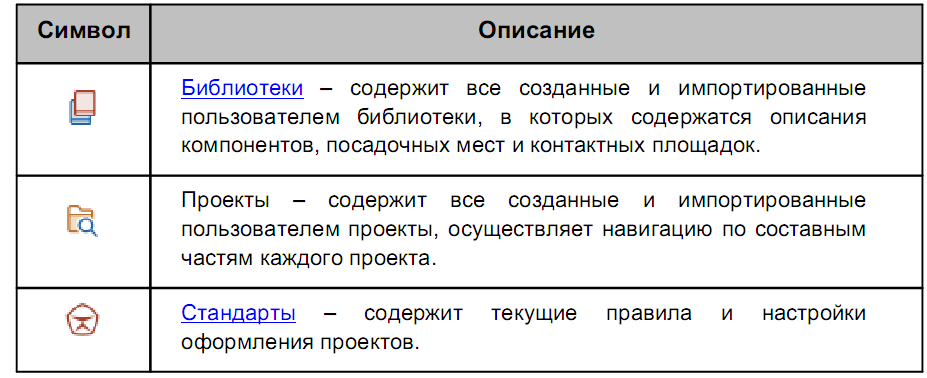 Символ Описание
Библиотеки – содержит все созданные и импортированные
пользователем библиотеки, в которых содержатся описания
компонентов, посадочных мест и контактных площадок.
Проекты – содержит все созданные и импортированные
пользователем проекты, осуществляет навигацию по составным
частям каждого проекта.
Стандарты – содержит текущие правила и настройки
оформления проектов.